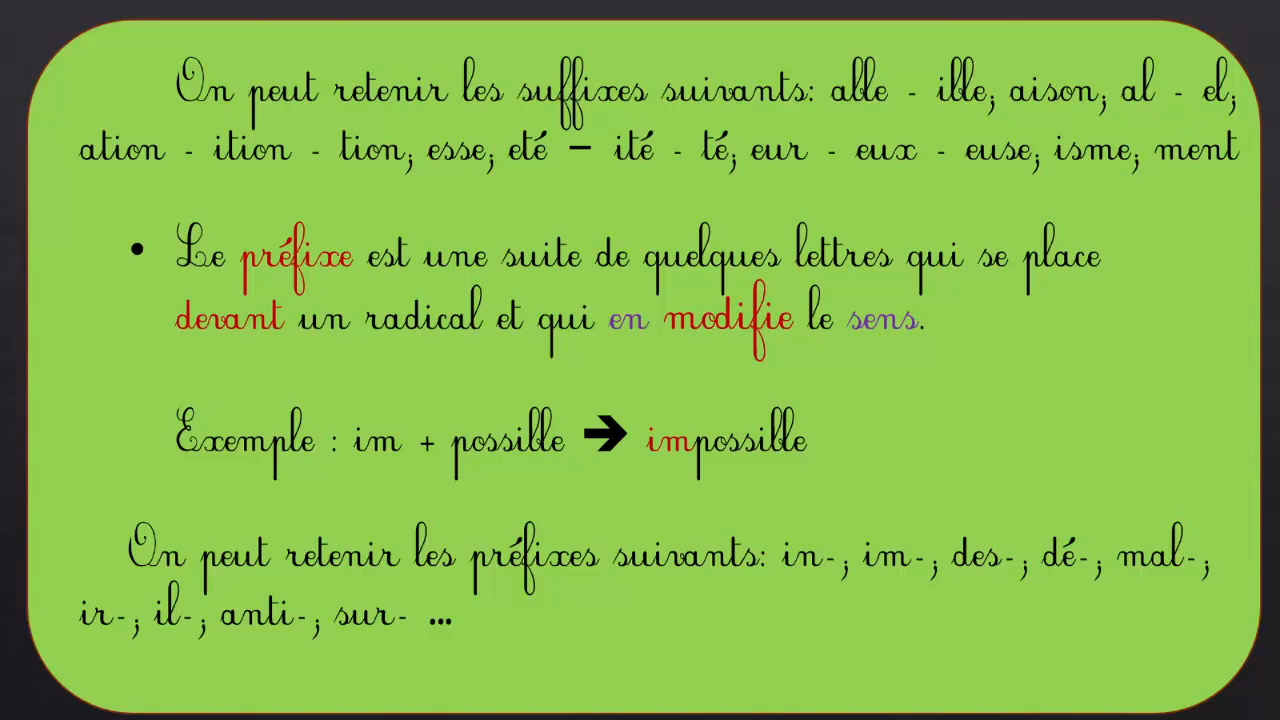 On peut retenir les suffixes suivants: able - ible; aison; al - el;
ation - ition - tion; esse; eté – ité - té; eur - eux - euse; isme; ment
• Le préfixe est une suite de quelques lettres qui se place
devant un radical et qui en modifie le sens.
Exemple : im + possible ➔ impossible
On peut retenir les préfixes suivants: in-; im-; des-; dé-; mal-;
ir-; il-; anti-; sur- ...